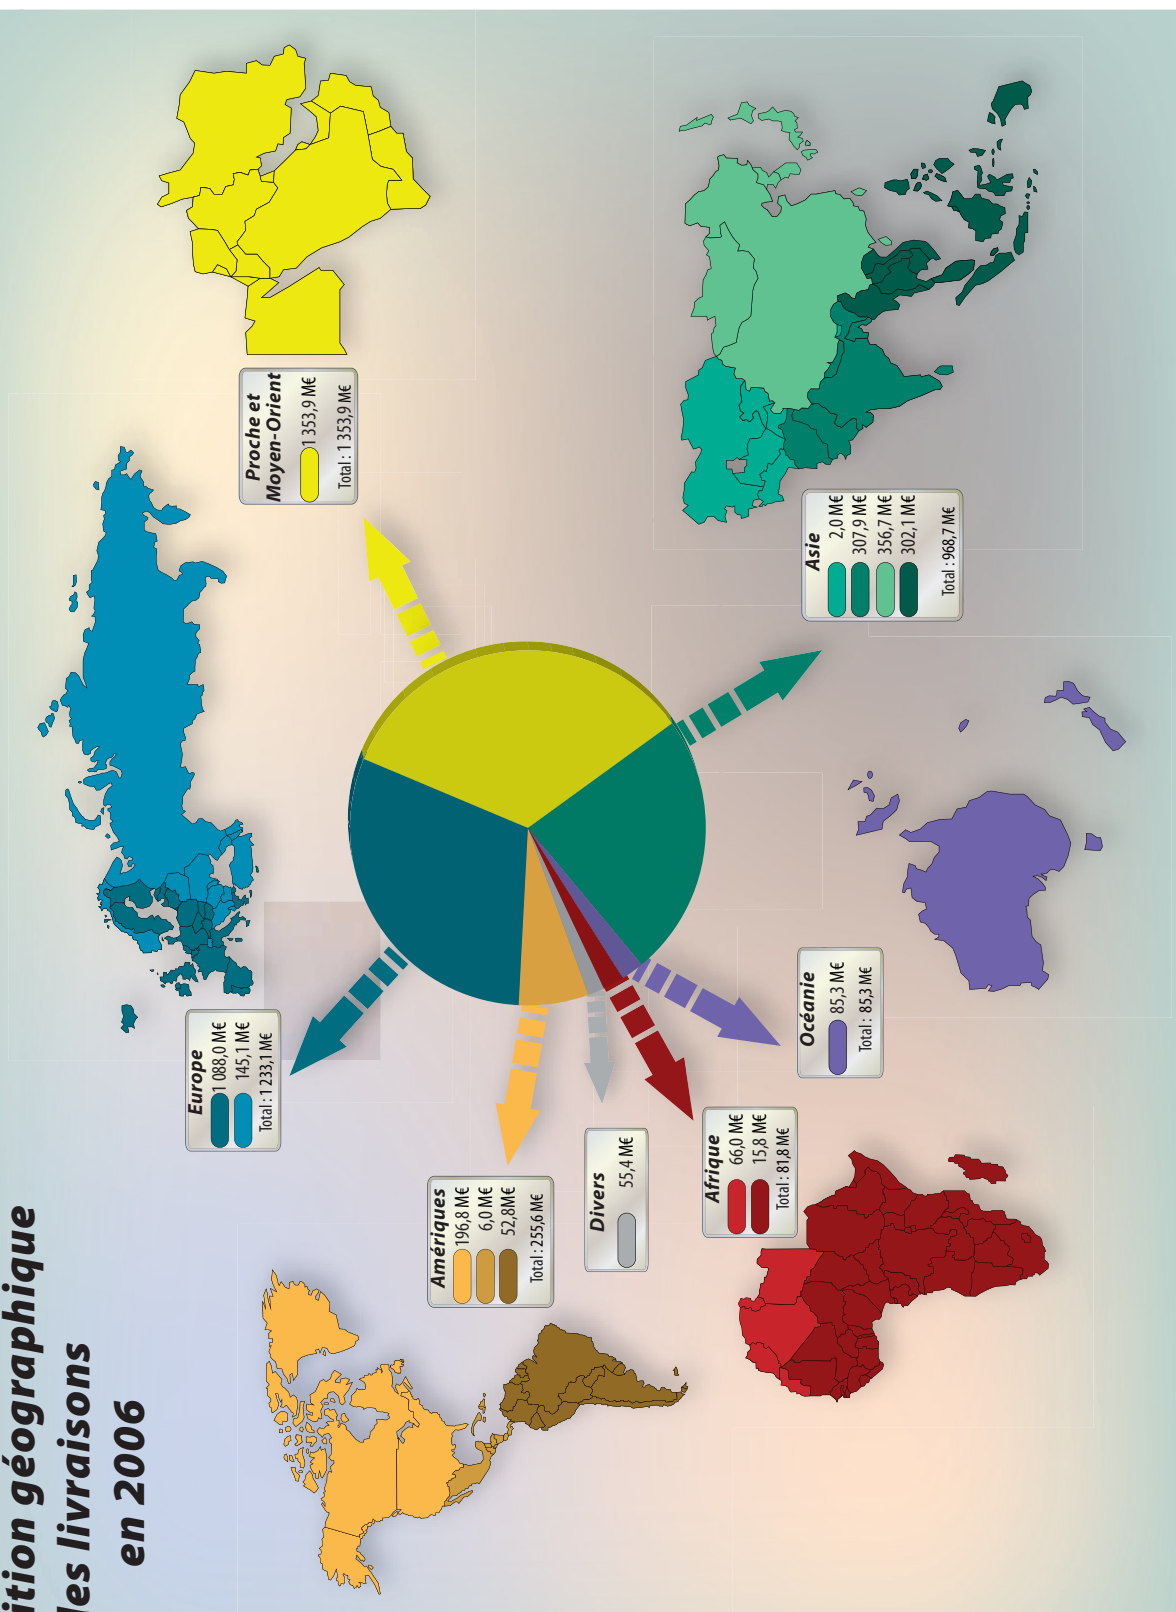 ition géographique
les livraisons
en 2006
Proche et
Moyen-Orient
1 353,9 M€
Total : 1 353,9 M€
Europe
1 088,0 M€
145,1 M€
Total : 1 233,1 M€
Asie
2,0 M€
307,9 M€
356,7 M€
302,1 M€
Total : 968,7 M€
Amériques
196,8 M€
6,0 M€
52,8M€
Total : 255,6 M€
Divers
55,4 M€
Afrique
66,0 M€
15,8 M€
Total : 81,8 M€
Océanie
85,3 M€
Total : 85,3 M€